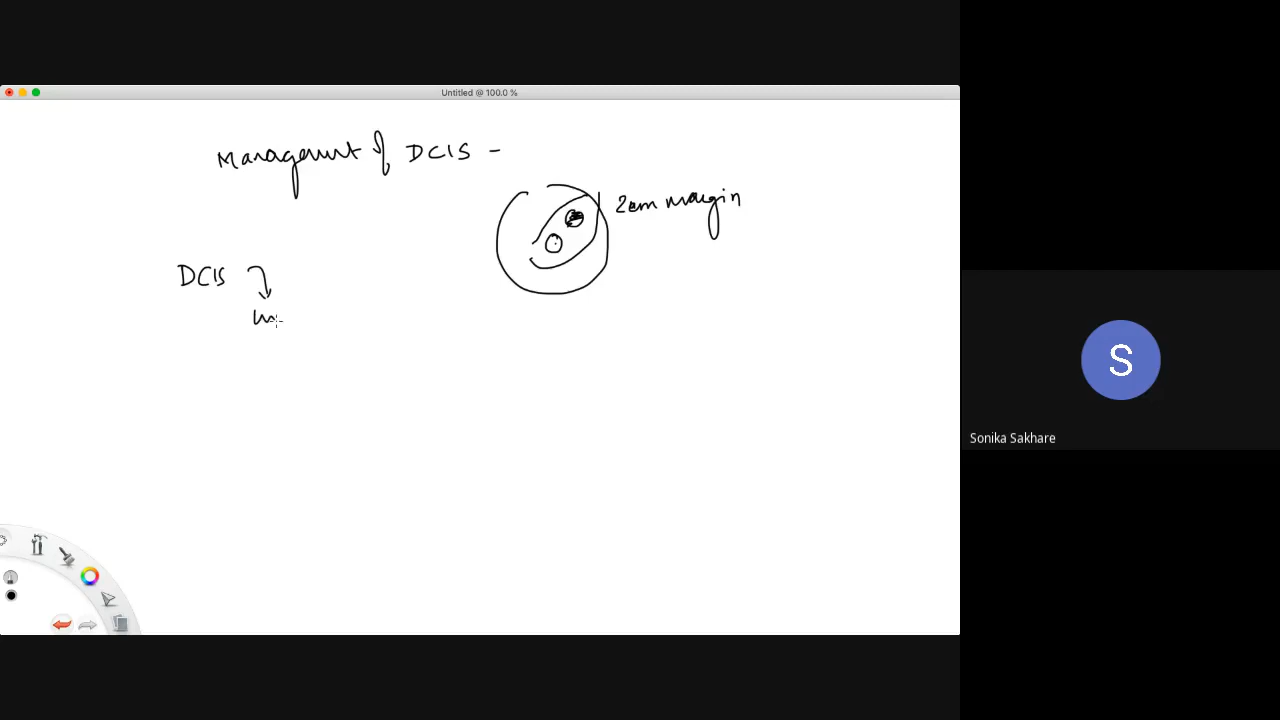 Untitled @ 100.0 %
Management of DCIS -
2cm margin
DCIS
S
Sonika Sakhare